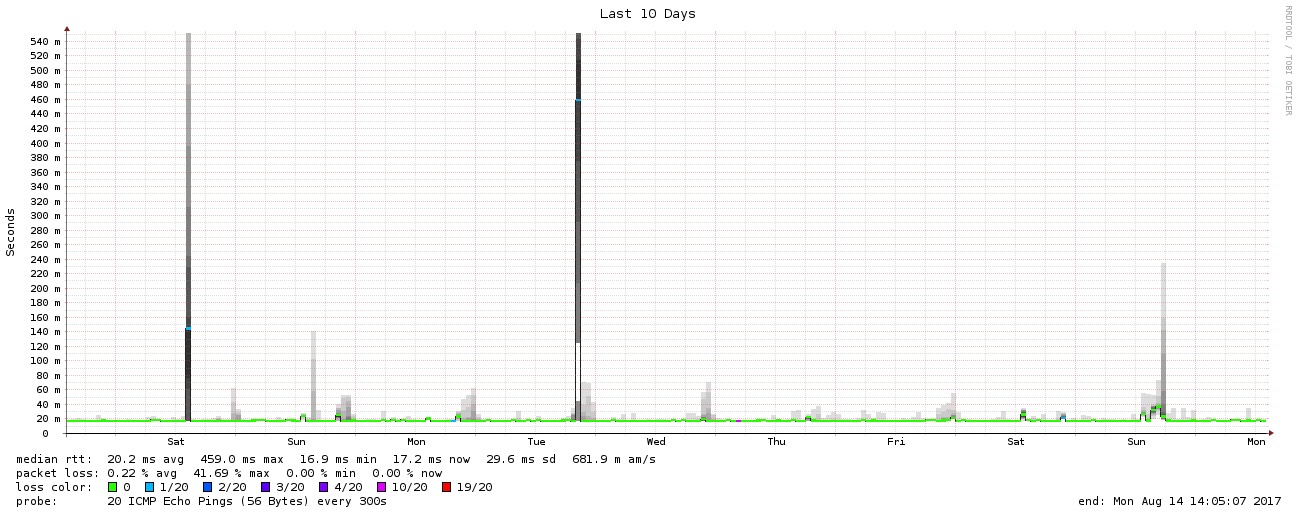 Last 10 Days
RRDTOOL / TOBI OETIKER
Seconds
540 m
520 m
500 m
480 m
460 m
440 m
420 m
400 m
380 m
360 m
340 m
320 m
300 m
280 m
260 m
240 m
220 m
200 m
180 m
160 m
140 m
120 m
100 m
80 m
60 m
40 m
20 m
0
Sat Sun Mon Tue Wed Thu Fri Sat Sun Mon
median rtt: 20.2 ms avg 459.0 ms max 16.9 ms min 17.2 ms now 29.6 ms sd 681.9 m am/s
packet loss: 0.22 % avg 41.69 % max 0.00 % min 0.00 % now
loss color: 0 1/20 2/20 3/20 4/20 10/20 19/20
probe: 20 ICMP Echo Pings (56 Bytes) every 300s end: Mon Aug 14 14:05:07 2017